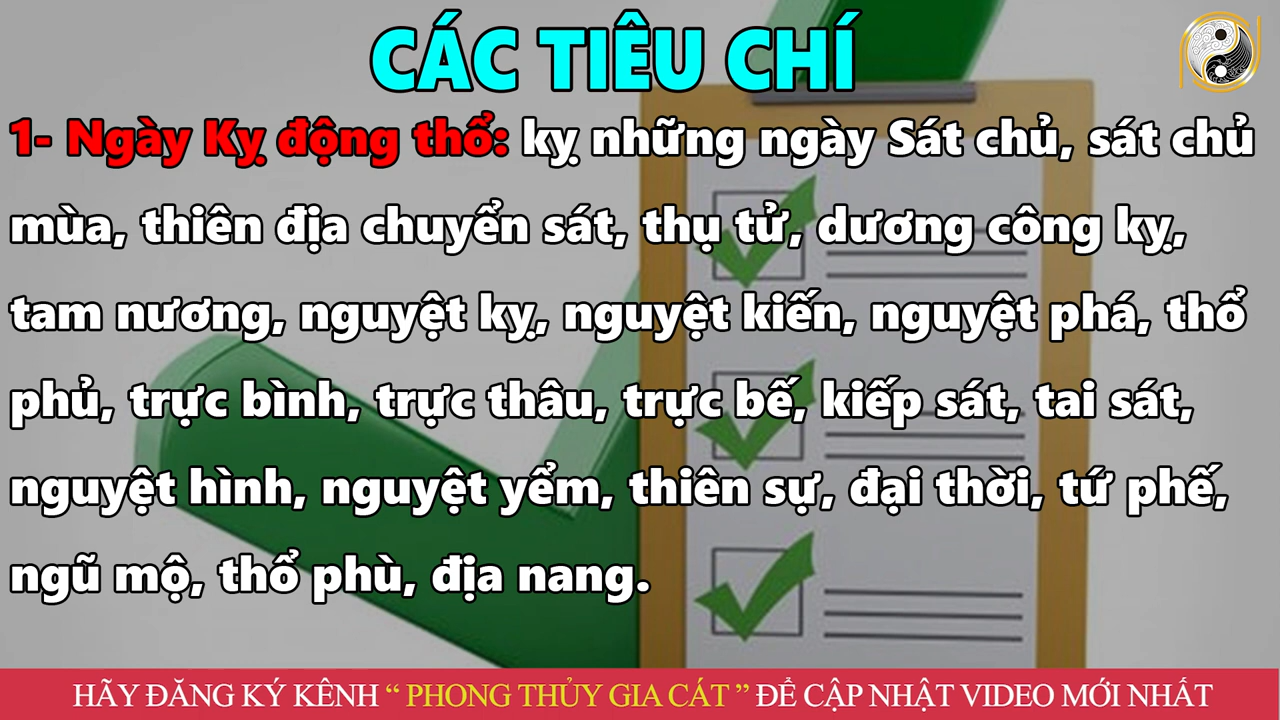 CÁC TIÊU CHÍ
1- Ngày Kỵ động thổ: kỵ những ngày Sát chủ, sát chủ
mùa, thiên địa chuyển sát, thụ tử, dương công kỵ,
tam nương, nguyệt kỵ, nguyệt kiến, nguyệt phá, thổ
phủ, trực bình, trực thâu, trực bế, kiếp sát, tai sát,
nguyệt hình, nguyệt yểm, thiên sự, đại thời, tứ phế,
ngũ mộ, thổ phù, địa nang.
HÃY ĐĂNG KÝ KÊNH “ PHONG THỦY GIA CÁT ” ĐỂ CẬP NHẬT VIDEO MỚI NHẤT